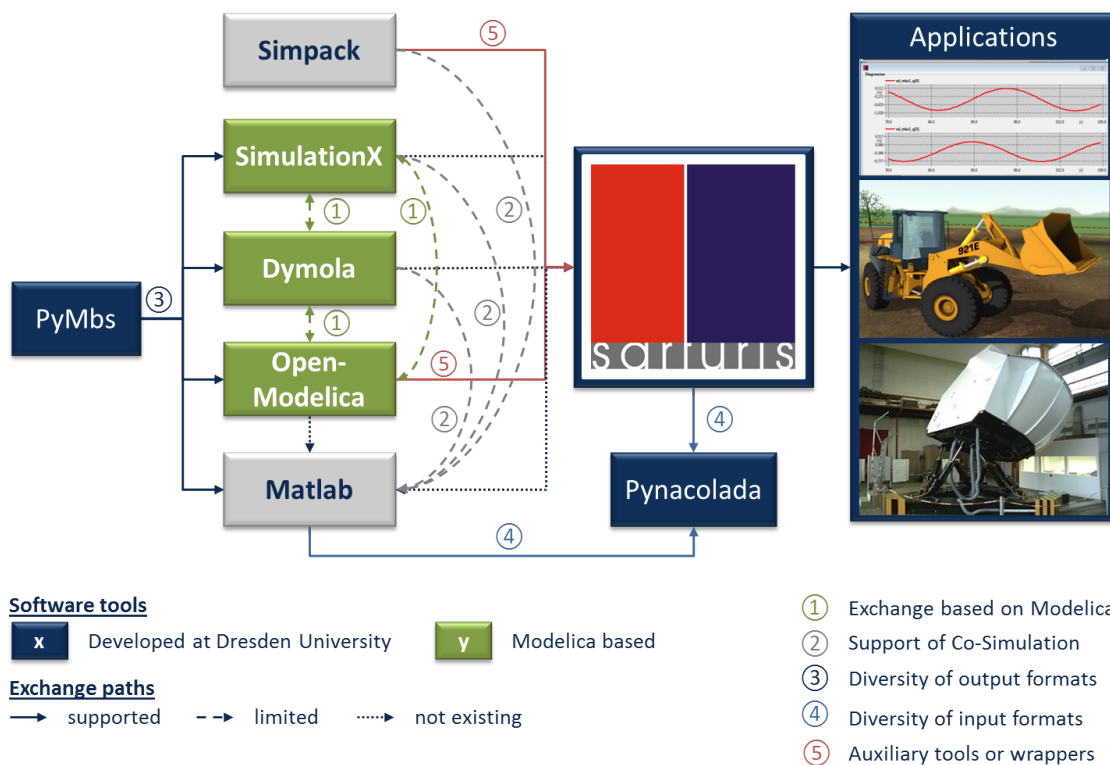 Simpack
5
Applications
SimulationX
1
1
2
Dymola
3
PyMbs
1
2
Open-
Modelica
5
2
sarturis
921E
4
Matlab
Pynacolada
4
Software tools
x
Developed at Dresden University
y
Modelica based
Exchange paths
supported
limited
not existing
1
Exchange based on Modelica
2
Support of Co-Simulation
3
Diversity of output formats
4
Diversity of input formats
5
Auxiliary tools or wrappers